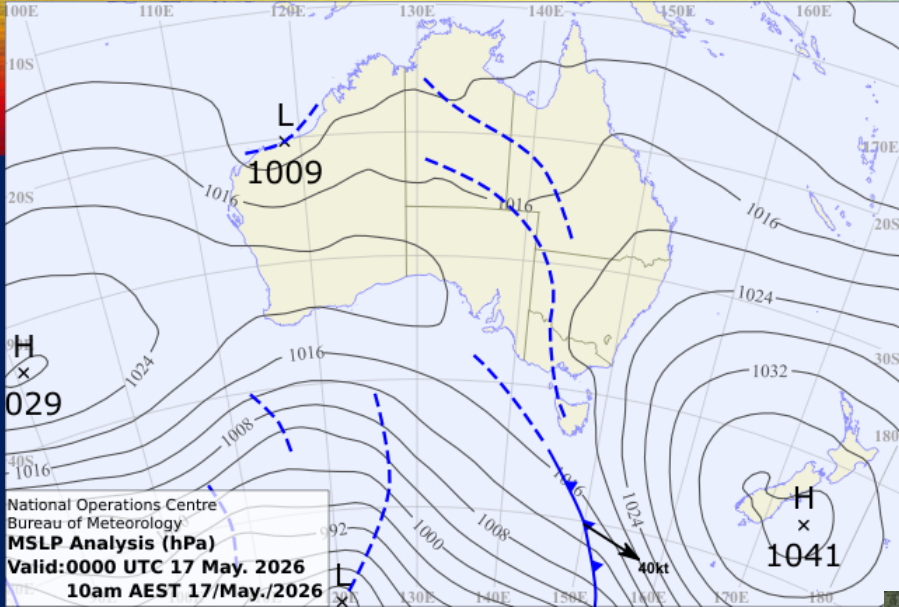 100E 110E 120E 130E 140E 150E 160E
10S
L
1009
170E
1016
20S
1016
1016
20S
1024
H
1024
1016
30S
029
1032
1008
180
40S
1016
1016
National Operations Centre
Bureau of Meteorology
MSLP Analysis (hPa)
Valid:0000 UTC 17 May. 2026
10am AEST 17/May./2026
992
1000
1008
1024
H
1041
40kt
L
120E 130E 140E 150E 160E 170E 180